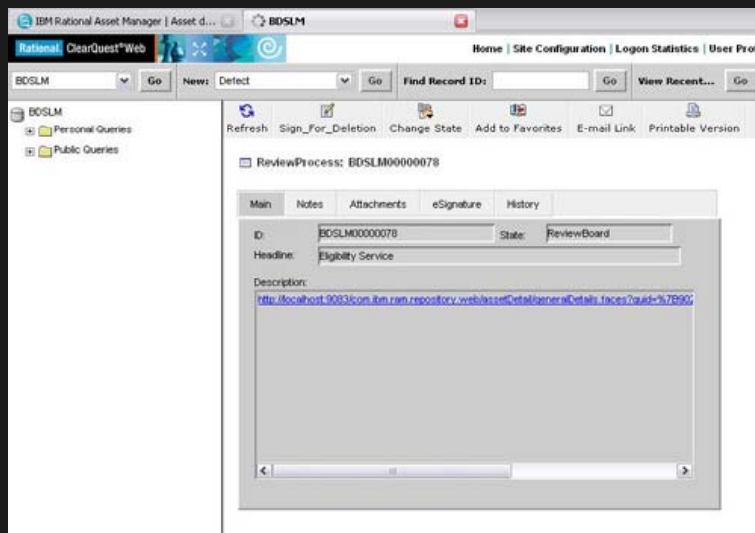 IBM Rational Asset Manager | Asset d...
BDSLM
Rational. ClearQuest® Web
Home | Site Configuration | Logon Statistics | User Pro
BDSLM
Go
New:
Defect
Go
Find Record ID:
Go
View Recent...
Go
BDSLM
Personal Queries
Public Queries
Refresh
Sign_For_Deletion
Change State
Add to Favorites
E-mail Link
Printable Version
ReviewProcess: BDSLM00000078
Main
Notes
Attachments
eSignature
History
ID:
BDSLM00000078
State:
ReviewBoard
Headline:
Eligibility Service
Description:
http://localhost:9083/com.ibm.ram.repository.web/assetDetail/generalDetails.faces?guid=%7B902